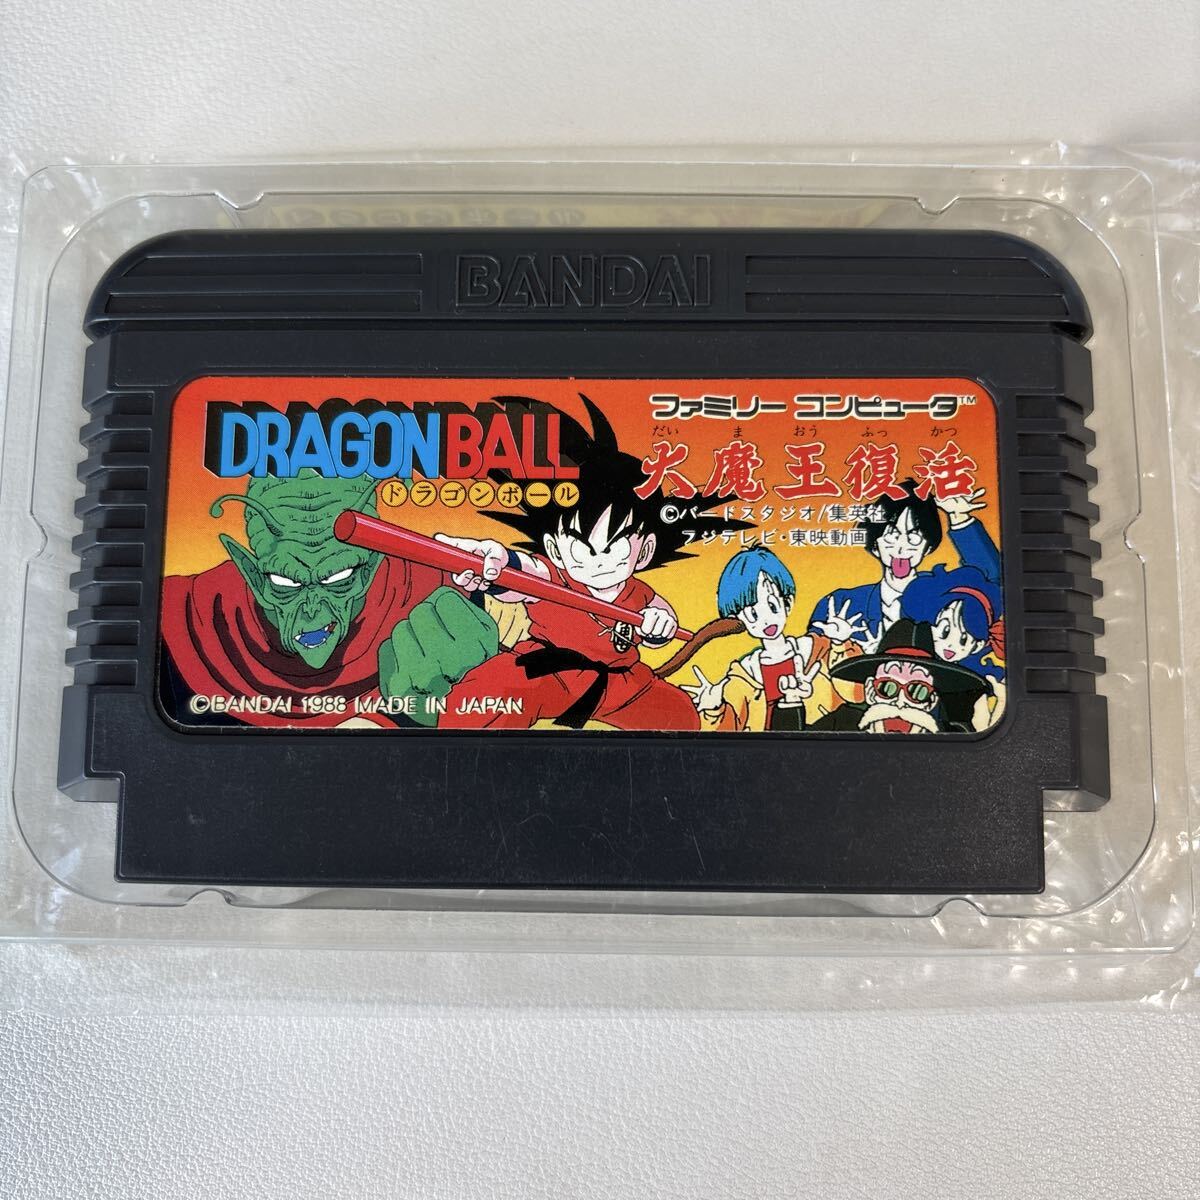 BANDAI
DRAGON BALL
ドラゴンボール
ファミリー コンピュータ™
だい ま おう ふっ かつ
大魔王復活
©バードスタジオ/集英社
フジテレビ・東映動画
亀
©BANDAI 1988 MADE IN JAPAN